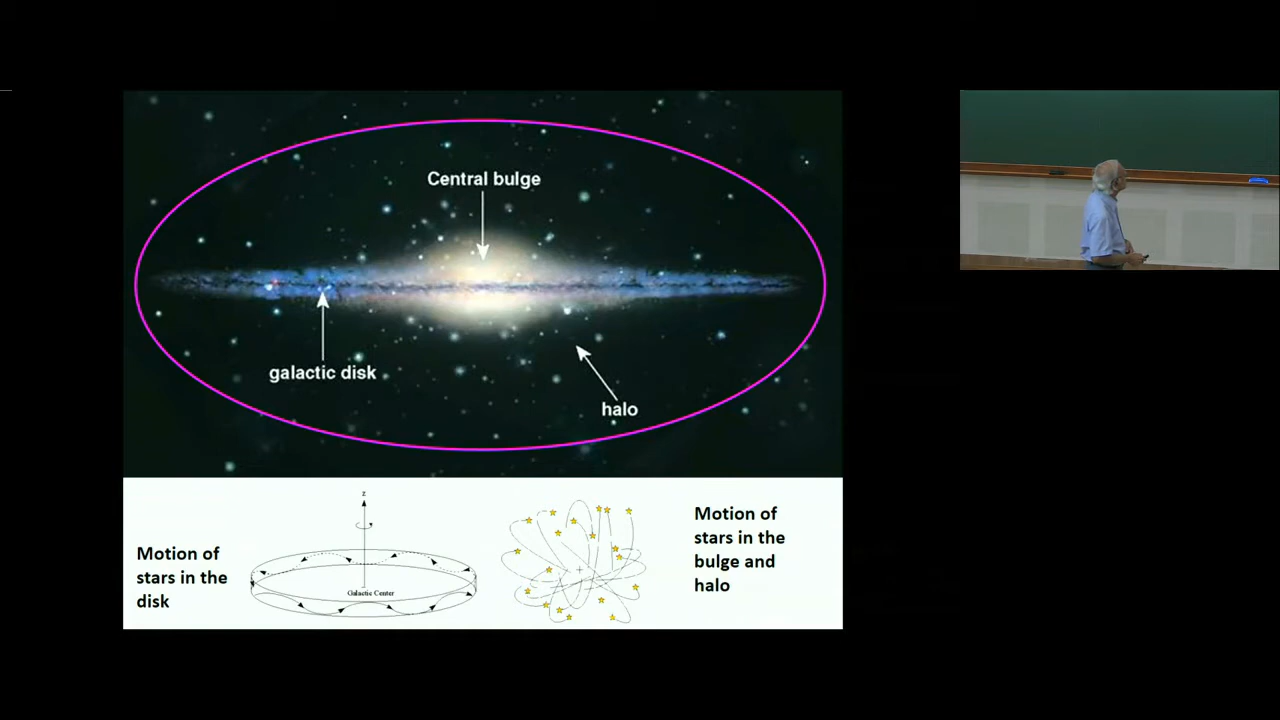 Central bulge
galactic disk
halo
z
Galactic Center
Motion of
stars in the
disk
Motion of
stars in the
bulge and
halo